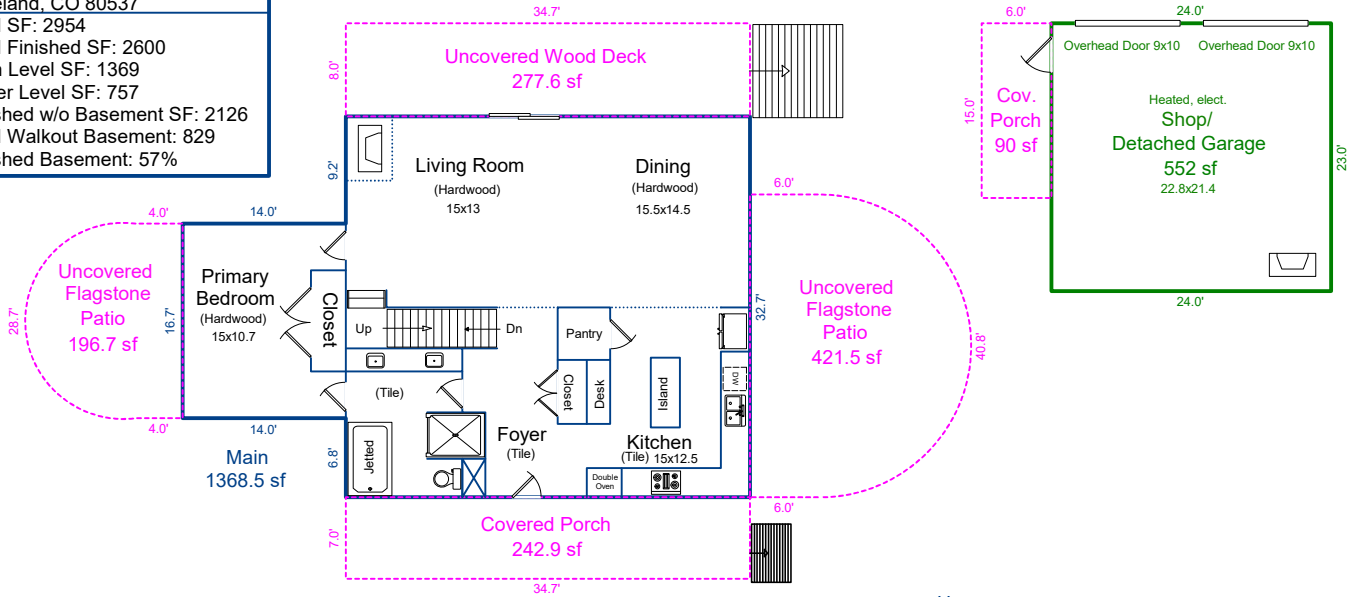 CO 80537
SF: 2954
Finished SF: 2600
Level SF: 1369
Level SF: 757
w/o Basement SF: 2126
Walkout Basement: 829
Basement: 57%
34.7'
8.0'
Uncovered Wood Deck
277.6 sf
9.2'
Living Room
(Hardwood)
15x13
Dining
(Hardwood)
15.5x14.5
4.0'
14.0'
28.7'
Uncovered
Flagstone
Patio
196.7 sf
16.7'
Primary
Bedroom
(Hardwood)
15x10.7
Closet
Up
Dn
Pantry
(Tile)
Closet
Desk
Island
DW
32.7'
6.0'
Uncovered
Flagstone
Patio
421.5 sf
40.8'
6.0'
4.0'
14.0'
Main
1368.5 sf
6.8'
Jetted
Foyer
(Tile)
Kitchen
(Tile) 15x12.5
Double
Oven
7.0'
Covered Porch
242.9 sf
34.7'
6.0'
24.0'
Overhead Door 9x10
Overhead Door 9x10
15.0'
Cov.
Porch
90 sf
Heated, elect.
Shop/
Detached Garage
552 sf
22.8x21.4
23.0'
24.0'